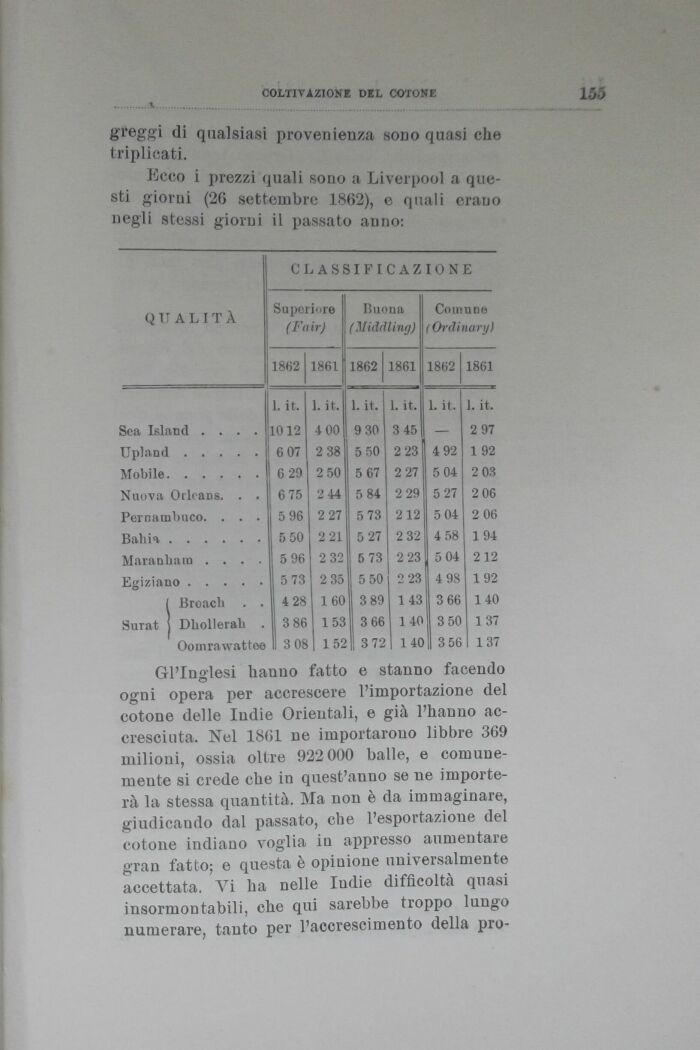 COLTIVAZIONE DEL COTONE 155
greggi di qualsiasi provenienza sono quasi che
triplicati.
Ecco i prezzi quali sono a Liverpool a que-
sti giorni (26 settembre 1862), e quali erano
negli stessi giorni il passato anno:
CLASSIFICAZIONE
QUALITÀ
Superiore Buona Comune
(Fair) (Middling) (Ordinary)
1862 1861 1862 1861 1862 1861
l. it. l. it. l. it. l. it. l. it. l. it.
Sea Island . . . . 10 12 4 00 9 30 3 45 — 2 97
Upland . . . . . 6 07 2 38 5 50 2 23 4 92 1 92
Mobile. . . . . . 6 29 2 50 5 67 2 27 5 04 2 03
Nuova Orleans. . . 6 75 2 44 5 84 2 29 5 27 2 06
Pernambuco. . . . 5 96 2 27 5 73 2 12 5 04 2 06
Bahia . . . . . . 5 50 2 21 5 27 2 32 4 58 1 94
Maranham . . . . 5 96 2 32 5 73 2 23 5 04 2 12
Egiziano . . . . . 5 73 2 35 5 50 2 23 4 98 1 92
Broach . . 4 28 1 60 3 89 1 43 3 66 1 40
Surat Dhollerah . 3 86 1 53 3 66 1 40 3 50 1 37
Oomrawattee 3 08 1 52 3 72 1 40 3 56 1 37
Gl'Inglesi hanno fatto e stanno facendo
ogni opera per accrescere l'importazione del
cotone delle Indie Orientali, e già l'hanno ac-
cresciuta. Nel 1861 ne importarono libbre 369
milioni, ossia oltre 922 000 balle, e comune-
mente si crede che in quest'anno se ne importe-
rà la stessa quantità. Ma non è da immaginare,
giudicando dal passato, che l'esportazione del
cotone indiano voglia in appresso aumentare
gran fatto; e questa è opinione universalmente
accettata. Vi ha nelle Indie difficoltà quasi
insormontabili, che qui sarebbe troppo lungo
numerare, tanto per l'accrescimento della pro-